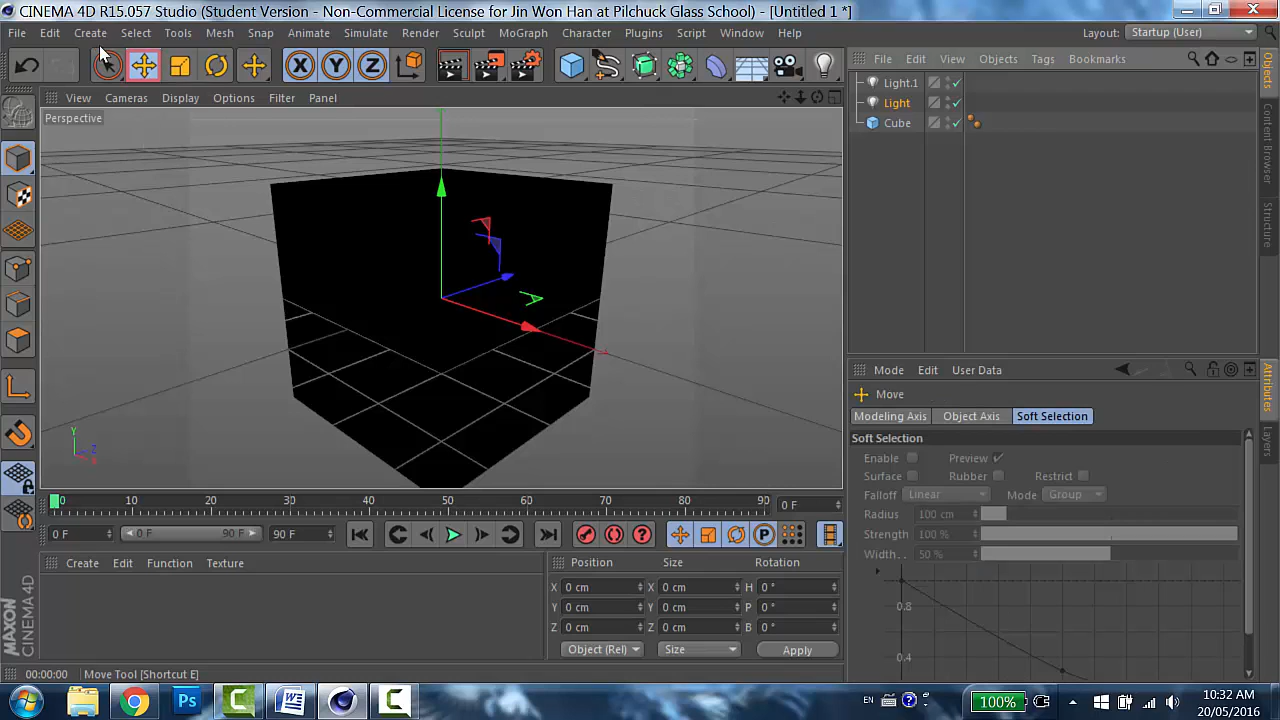 CINEMA 4D R15.057 Studio (Student Version - Non-Commercial License for Jin Won Han at Pilchuck Glass School) - [Untitled 1 *]
File Edit Create Select Tools Mesh Snap Animate Simulate Render Sculpt MoGraph Character Plugins Script Window Help Layout: Startup (User)
X Y Z
File Edit View Objects Tags Bookmarks
Light.1
Light
Cube
View Cameras Display Options Filter Panel
Perspective
Y
Z
X
Objects
Content Browser
Structure
Mode Edit User Data
Move
Modeling Axis Object Axis Soft Selection
Soft Selection
Enable Preview
Surface Rubber Restrict
Falloff Linear Mode Group
Radius 100 cm
Strength 100 %
Width.. 50 %
0.8
0.4
Attributes
Layers
0 10 20 30 40 50 60 70 80 90 0 F
0 F 0 F 90 F 90 F P
Create Edit Function Texture
Position Size Rotation
X 0 cm X 0 cm H 0 °
Y 0 cm Y 0 cm P 0 °
Z 0 cm Z 0 cm B 0 °
Object (Rel) Size Apply
MAXON
CINEMA 4D
00:00:00 Move Tool [Shortcut E]
Ps W C EN 100% 10:32 AM
20/05/2016